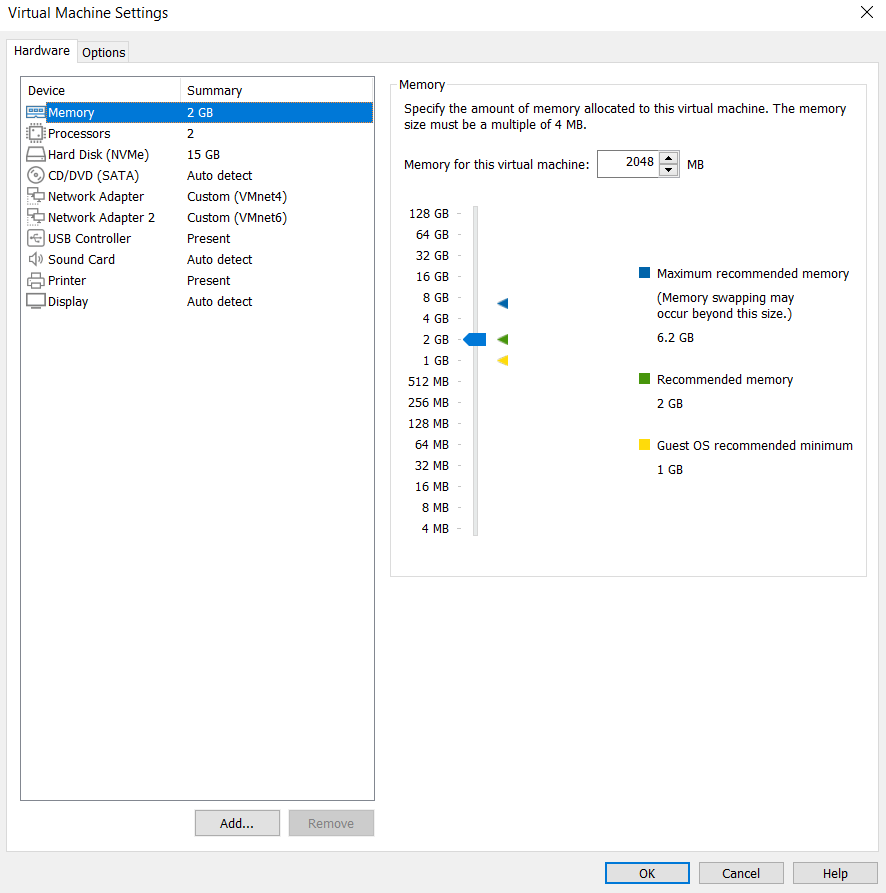 Virtual Machine Settings
Hardware Options
Device Summary
Memory 2 GB
Processors 2
Hard Disk (NVMe) 15 GB
CD/DVD (SATA) Auto detect
Network Adapter Custom (VMnet4)
Network Adapter 2 Custom (VMnet6)
USB Controller Present
Sound Card Auto detect
Printer Present
Display Auto detect
Add... Remove
Memory
Specify the amount of memory allocated to this virtual machine. The memory
size must be a multiple of 4 MB.
Memory for this virtual machine: 2048 MB
128 GB
64 GB
32 GB
16 GB
8 GB
4 GB
2 GB
1 GB
512 MB
256 MB
128 MB
64 MB
32 MB
16 MB
8 MB
4 MB
Maximum recommended memory
(Memory swapping may
occur beyond this size.)
6.2 GB
Recommended memory
2 GB
Guest OS recommended minimum
1 GB
OK Cancel Help